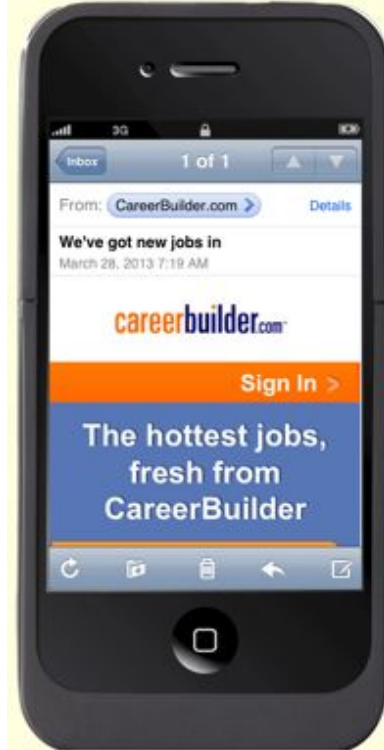 3G
Inbox
1 of 1
From: CareerBuilder.com
Details
We've got new jobs in
March 28, 2013 7:19 AM
careerbuilder.com
Sign In >
The hottest jobs,
fresh from
CareerBuilder